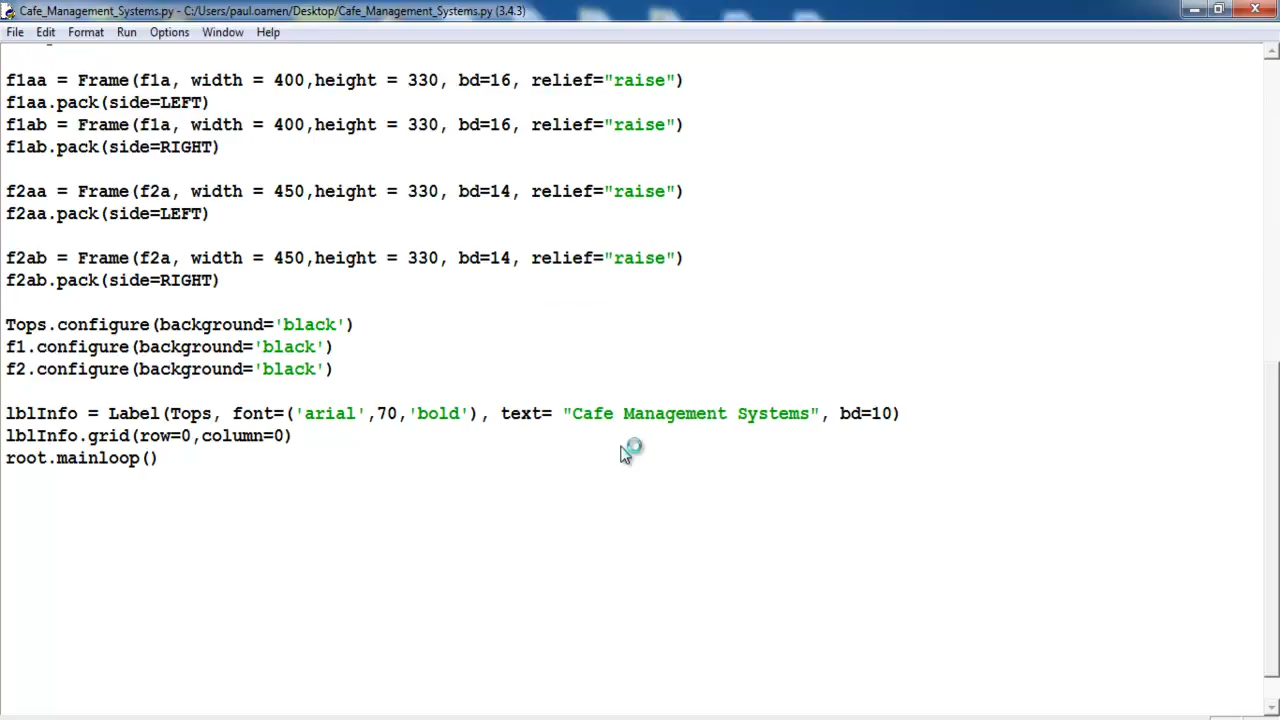 Cafe_Management_Systems.py - C:/Users/paul.oamen/Desktop/Cafe_Management_Systems.py (3.4.3)
File Edit Format Run Options Window Help
f1aa = Frame(f1a, width = 400,height = 330, bd=16, relief="raise")
f1aa.pack(side=LEFT)
f1ab = Frame(f1a, width = 400,height = 330, bd=16, relief="raise")
f1ab.pack(side=RIGHT)
f2aa = Frame(f2a, width = 450,height = 330, bd=14, relief="raise")
f2aa.pack(side=LEFT)
f2ab = Frame(f2a, width = 450,height = 330, bd=14, relief="raise")
f2ab.pack(side=RIGHT)
Tops.configure(background='black')
f1.configure(background='black')
f2.configure(background='black')
lblInfo = Label(Tops, font=('arial',70,'bold'), text= "Cafe Management Systems", bd=10)
lblInfo.grid(row=0,column=0)
root.mainloop()